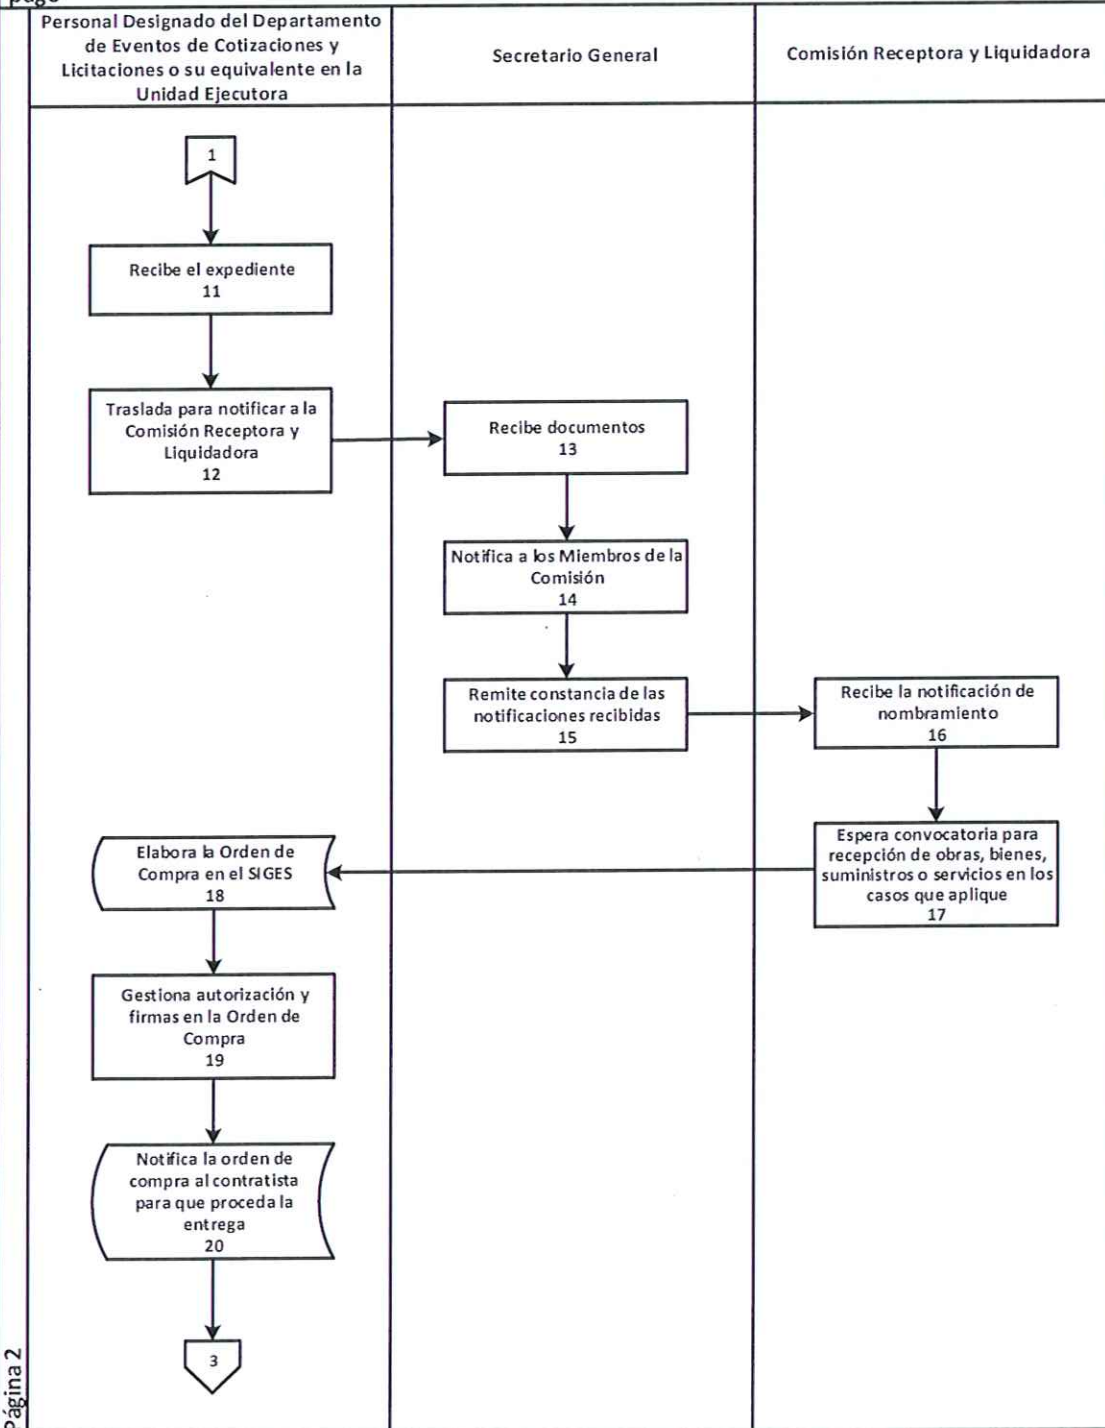 Personal Designado del Departamento
de Eventos de Cotizaciones y
Licitaciones o su equivalente en la
Unidad Ejecutora
Secretario General
Comisión Receptora y Liquidadora
1
Recibe el expediente
11
Traslada para notificar a la
Comisión Receptora y
Liquidadora
12
Recibe documentos
13
Notifica a los Miembros de la
Comisión
14
Remite constancia de las
notificaciones recibidas
15
Recibe la notificación de
nombramiento
16
Espera convocatoria para
recepción de obras, bienes,
suministros o servicios en los
casos que aplique
17
Elabora la Orden de
Compra en el SIGES
18
Gestiona autorización y
firmas en la Orden de
Compra
19
Notifica la orden de
compra al contratista
para que proceda la
entrega
20
3
Página 2